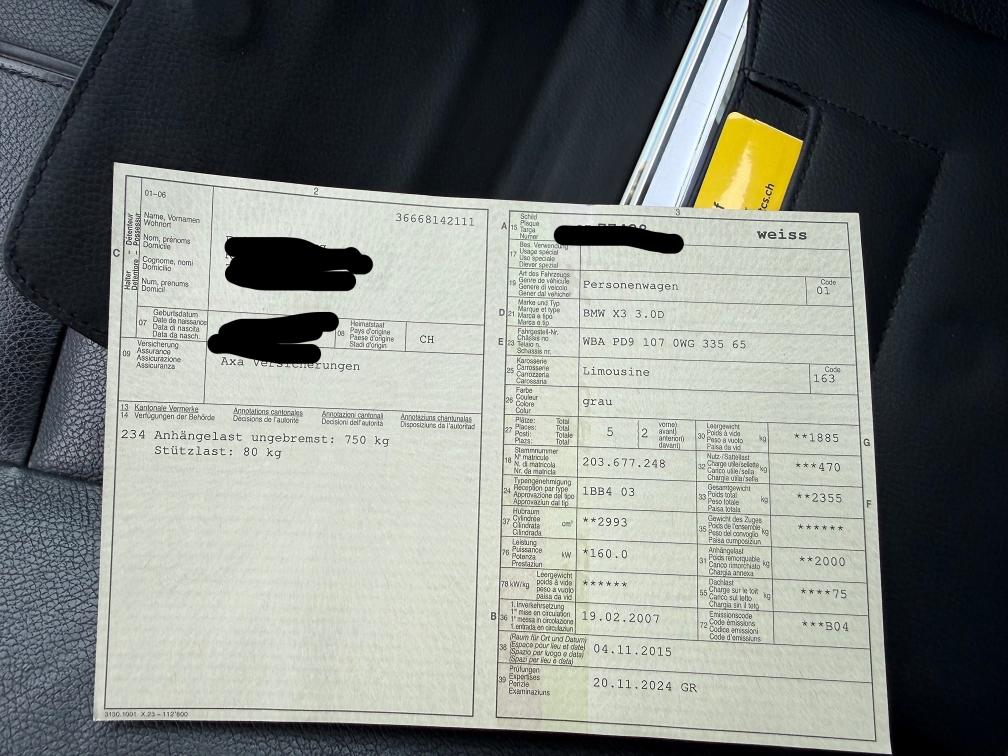 2
01-06
36668142111
Name, Vornamen
Wohnort
Nom, prénoms
Domicile
Cognome, nomi
Domicilio
Num, prenums
Domicil
C
Halter – Détenteur
Detentore – Possessur
07
Geburtsdatum
Date de naissance
Data di nascita
Data da nasch.
08
Heimatstaat
Pays d'origine
Paese d'origine
Stadi d'origin
CH
09
Versicherung
Assurance
Assicurazione
Assicuranza
Axa Versicherungen
13 Kantonale Vermerke Annotations cantonales Annotazioni cantonali Annotaziuns chantunalas
14 Verfügungen der Behörde Décisions de l'autorité Decisioni dell'autorità Disposiziuns da l'autoritad
234 Anhängelast ungebremst: 750 kg
Stützlast: 80 kg
3130.1001 X.23 – 112'800
3
A 15
Schild
Plaque
Targa
Numer
weiss
17
Bes. Verwendung
Usage spécial
Uso speciale
Diever spezial
19
Art des Fahrzeugs
Genre de véhicule
Genere di veicolo
Gener dal vehichel
Personenwagen
Code
01
D 21
Marke und Typ
Marque et type
Marca e tipo
Marca e tip
BMW X3 3.0D
E 23
Fahrgestell-Nr.
Châssis no
Telaio n.
Schassis nr.
WBA PD9 107 0WG 335 65
25
Karosserie
Carrosserie
Carrozzeria
Carossaria
Limousine
Code
163
26
Farbe
Couleur
Colore
Colur
grau
27
Plätze: Total
Places: Total
Posti: Totale
Plazs: Total
5
2
vorne)
avant)
anteriori)
davant)
30
Leergewicht
Poids à vide
Peso a vuoto
Paisa da vid
kg
**1885
G
18
Stammnummer
N° matricule
N. di matricola
Nr. da matricla
203.677.248
32
Nutz-/Sattellast
Charge utile/sellette
Carico utile/sella
Chargia utila/sella
kg
***470
24
Typengenehmigung
Réception par type
Approvazione del tipo
Approvaziun dal tip
1BB4 03
33
Gesamtgewicht
Poids total
Peso totale
Paisa totala
kg
**2355
F
37
Hubraum
Cylindrée
Cilindrata
Cilindrada
cm³
**2993
35
Gewicht des Zuges
Poids de l'ensemble
Peso del convoglio
Paisa cumposiziun
kg
******
76
Leistung
Puissance
Potenza
Prestaziun
kW
*160.0
31
Anhängelast
Poids remorquable
Carico rimorchiato
Chargia annexa
kg
**2000
78 kW/kg
Leergewicht
poids à vide
peso a vuoto
paisa da vid
******
55
Dachlast
Charge sur le toit
Carico sul tetto
Chargia sin il tetg
kg
****75
B 36
1. Inverkehrsetzung
1re mise en circulation
1a messa in circolazione
1. entrada en circulaziun
19.02.2007
72
Emissionscode
Code émissions
Codice emissioni
Code d'emissiuns
***B04
38
(Raum für Ort und Datum)
(Espace pour lieu et date)
(Spazio per luogo e data)
(Spazi per lieu e data)
04.11.2015
39
Prüfungen
Expertises
Perizie
Examinaziuns
20.11.2024 GR
tcs.ch